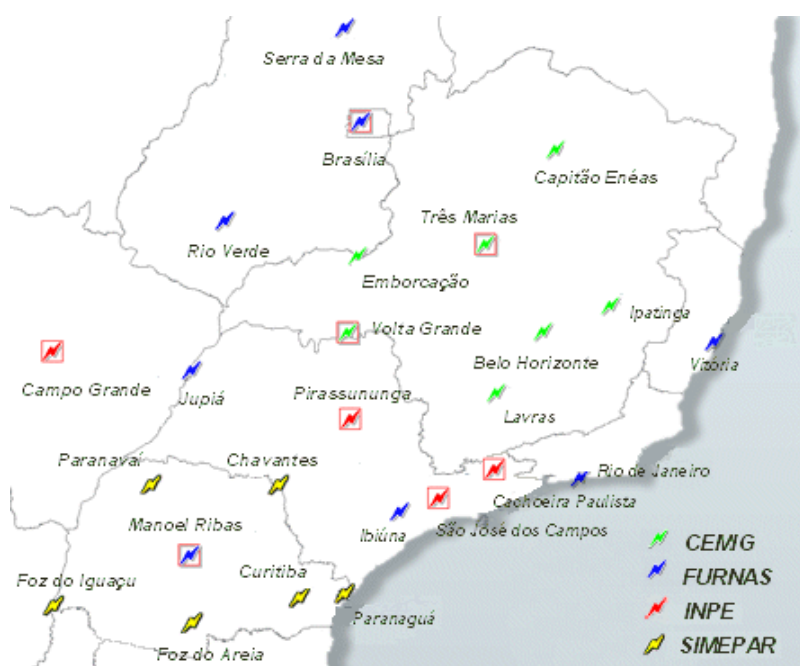 Serra da Mesa
Brasília
Capitão Enéas
Três Marias
Rio Verde
Emborcação
Ipatinga
Volta Grande
Belo Horizonte
Vitória
Campo Grande
Jupiá
Pirassununga
Lavras
Paranavaí
Chavantes
Rio de Janeiro
Cachoeira Paulista
Manoel Ribas
Ibiúna
São José dos Campos
CEMIG
Foz do Iguaçu
Curitiba
FURNAS
INPE
Paranaguá
SIMEPAR
Foz do Areia